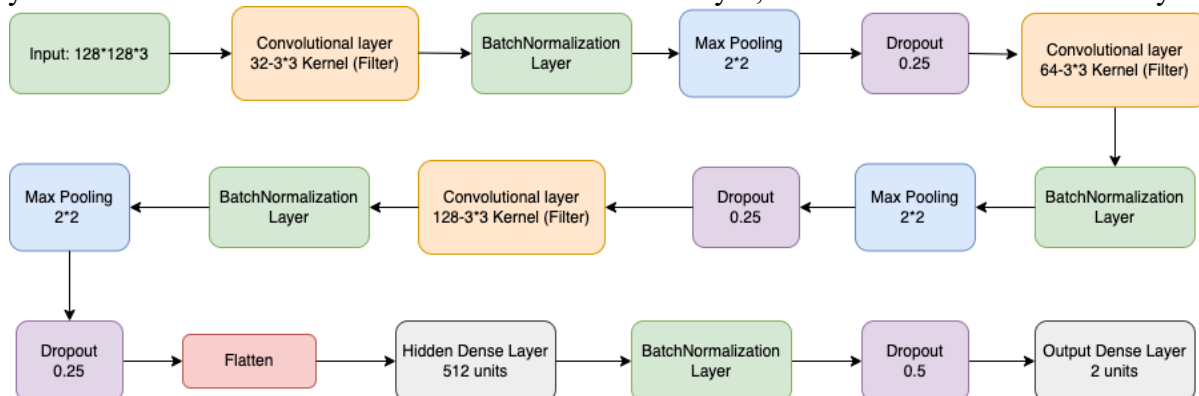 Input: 128*128*3
Convolutional layer
32-3*3 Kernel (Filter)
BatchNormalization
Layer
Max Pooling
2*2
Dropout
0.25
Convolutional layer
64-3*3 Kernel (Filter)
BatchNormalization
Layer
Max Pooling
2*2
Dropout
0.25
Convolutional layer
128-3*3 Kernel (Filter)
BatchNormalization
Layer
Max Pooling
2*2
Dropout
0.25
Flatten
Hidden Dense Layer
512 units
BatchNormalization
Layer
Dropout
0.5
Output Dense Layer
2 units